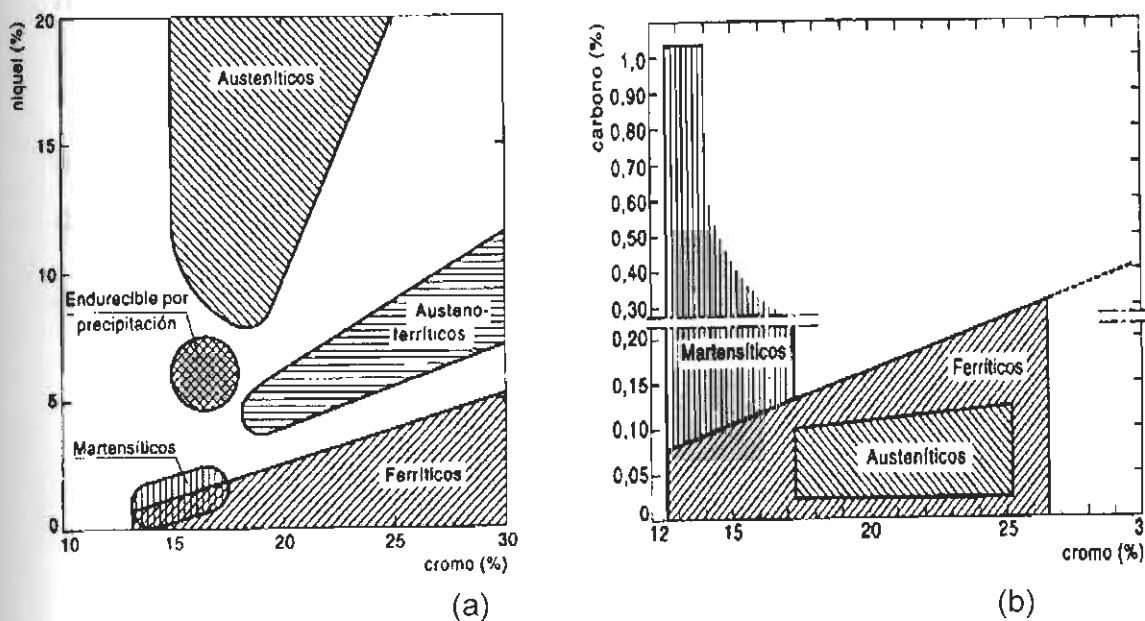 níquel (%)
20
15
10
5
0
10
15
20
25
30
cromo (%)
Austeníticos
Endurecible por
precipitación
Austeno-
ferríticos
Martensíticos
Ferríticos
(a)
carbono (%)
1,0
0,90
0,80
0,70
0,60
0,50
0,40
0,30
0,20
0,15
0,10
0,05
0
12
15
20
25
3
cromo (%)
Martensíticos
Ferríticos
Austeníticos
(b)